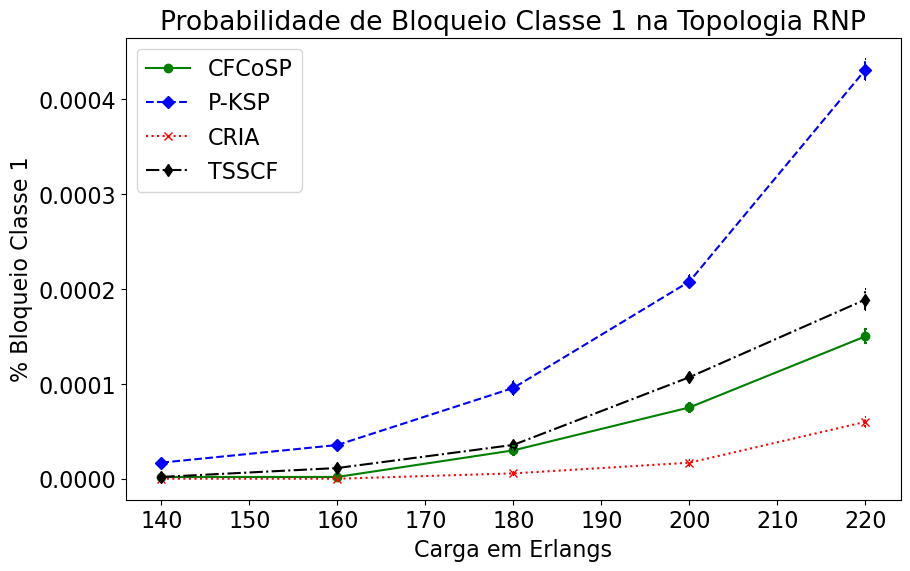 Probabilidade de Bloqueio Classe 1 na Topologia RNP
CFCoSP
P-KSP
CRIA
TSSCF
% Bloqueio Classe 1
0.0004
0.0003
0.0002
0.0001
0.0000
140 150 160 170 180 190 200 210 220
Carga em Erlangs